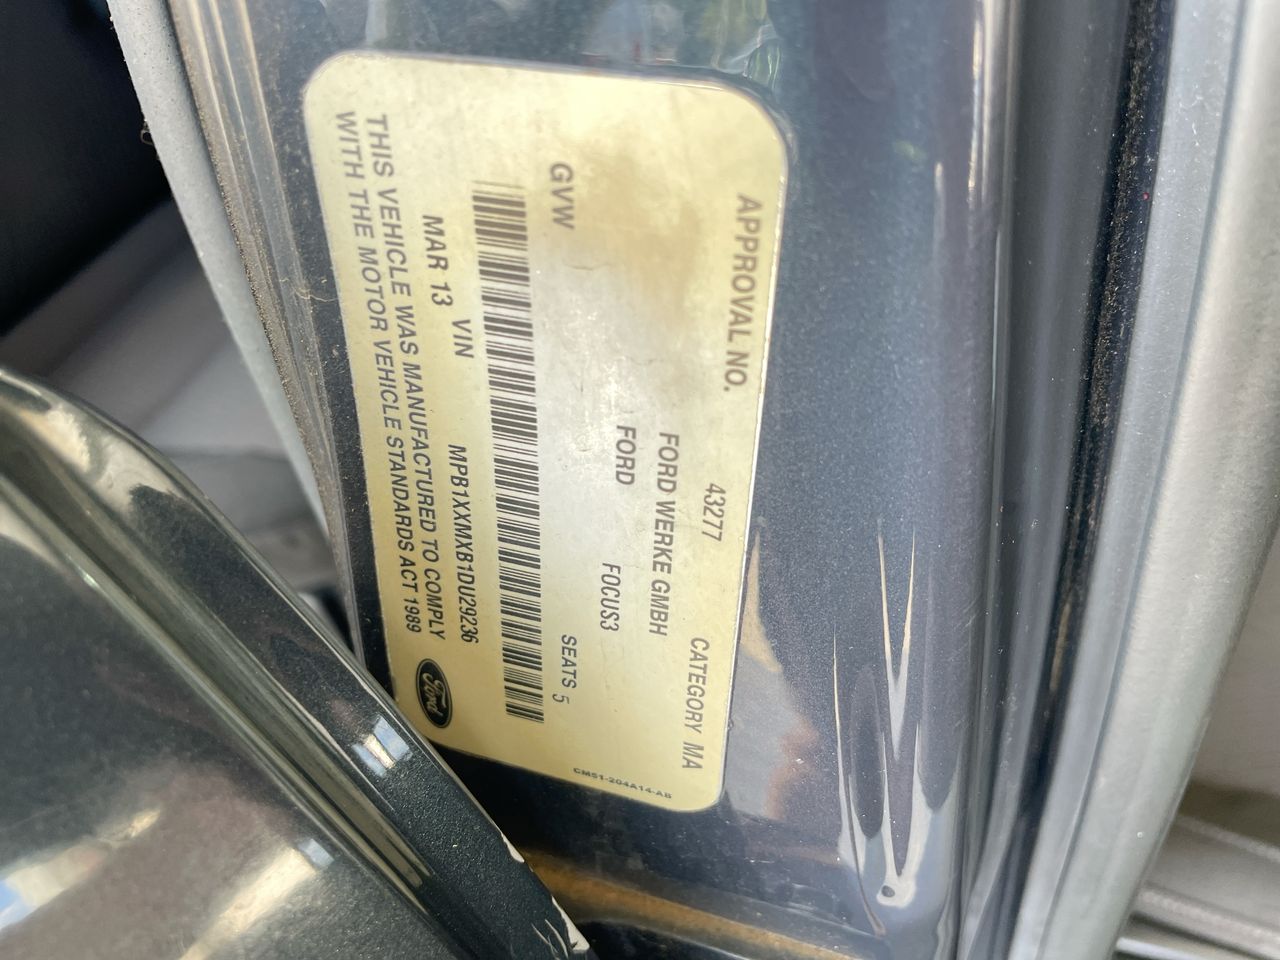 APPROVAL NO. 43277 CATEGORY MA
FORD WERKE GMBH
FORD FOCUS3
GVW SEATS 5
MAR 13 VIN MPB1XXMXB1DU29236
THIS VEHICLE WAS MANUFACTURED TO COMPLY
WITH THE MOTOR VEHICLE STANDARDS ACT 1989
Ford
CM51-204A14-AB